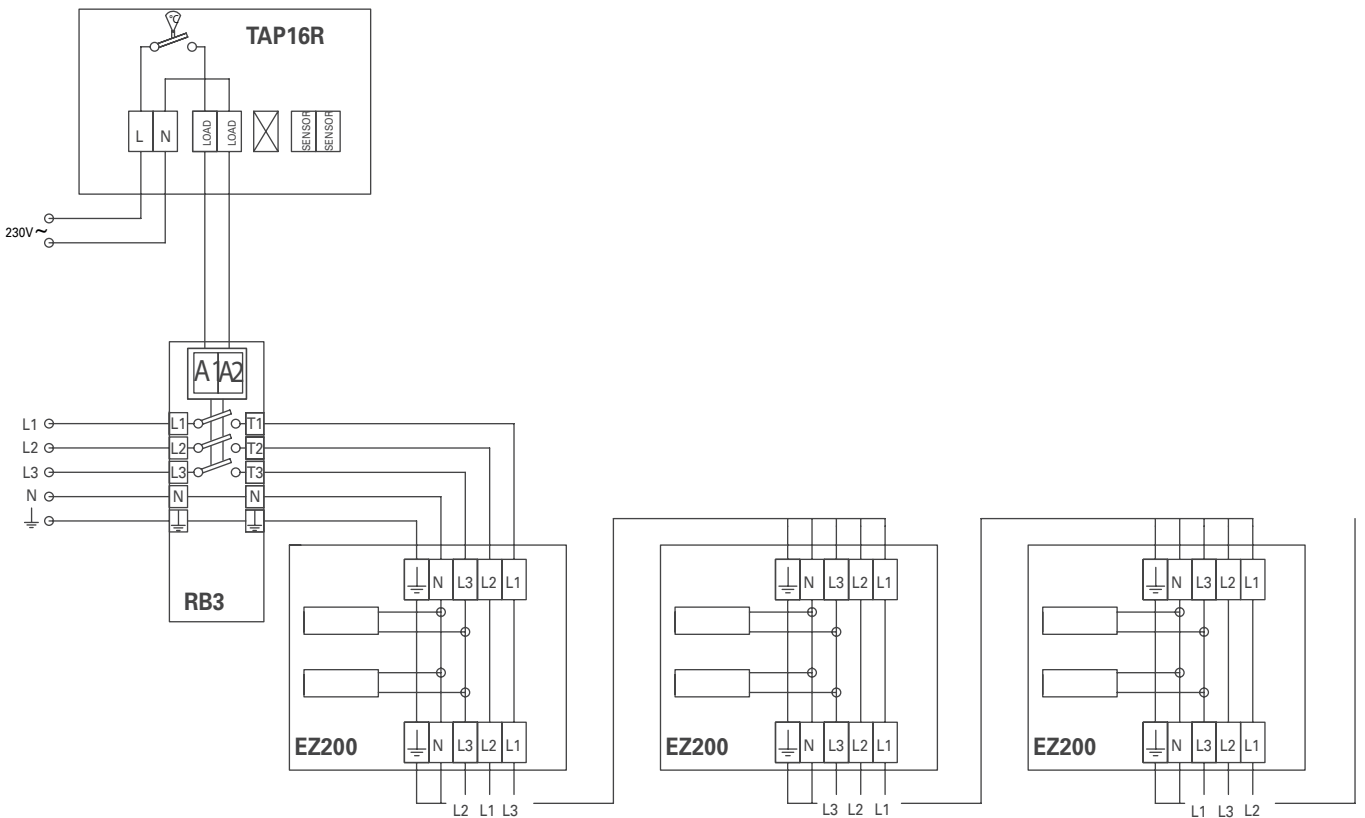 °C
TAP16R
L N LOAD LOAD SENSOR SENSOR
230V~
A1 A2
L1 L1 T1
L2 L2 T2
L3 L3 T3
N N N
RB3
N L3 L2 L1
N L3 L2 L1
N L3 L2 L1
EZ200 N L3 L2 L1
EZ200 N L3 L2 L1
EZ200 N L3 L2 L1
L2 L1 L3
L3 L2 L1
L1 L3 L2